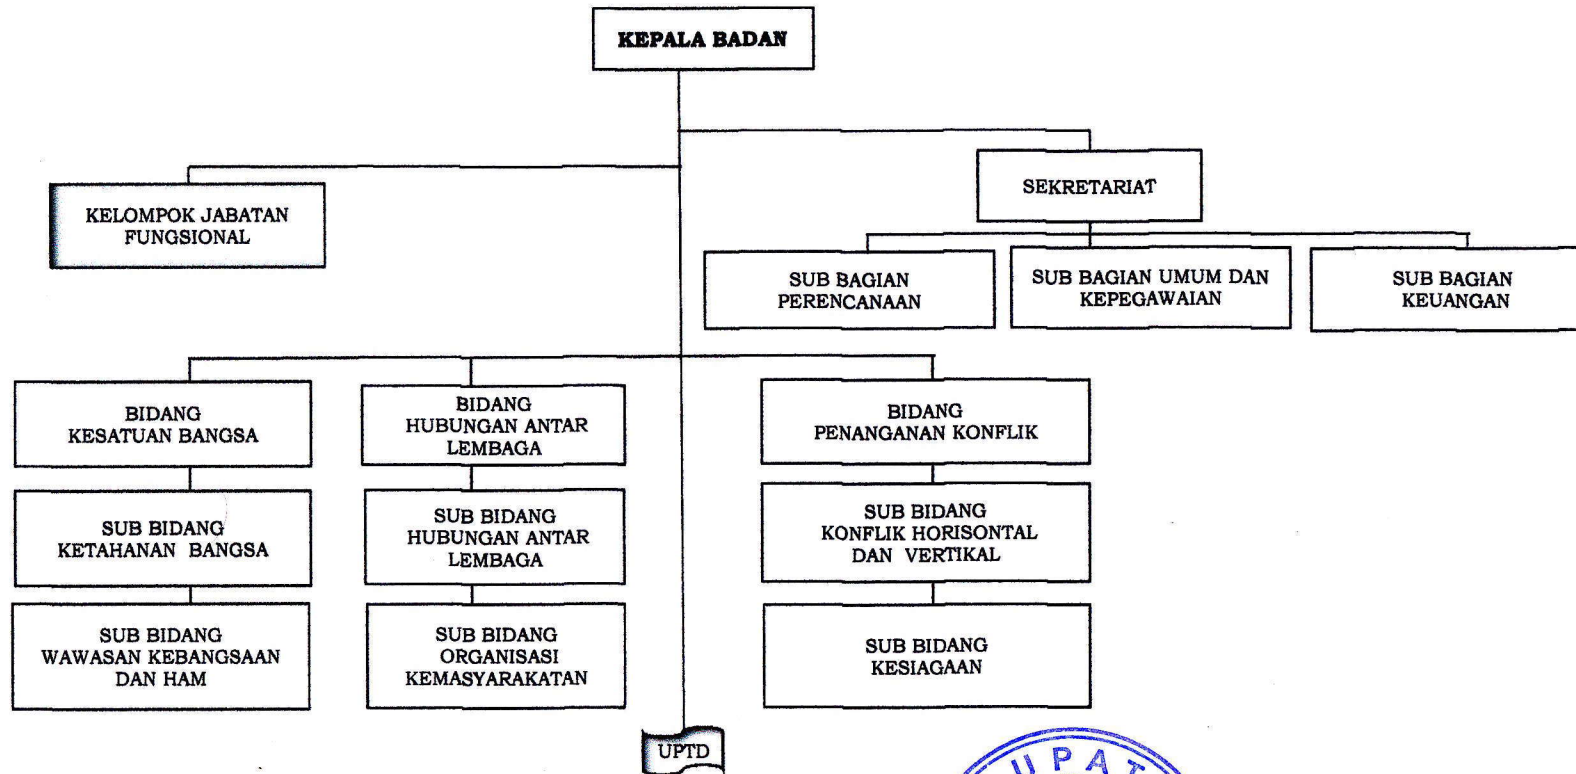 KEPALA BADAN
SEKRETARIAT
KELOMPOK JABATAN
FUNGSIONAL
SUB BAGIAN
PERENCANAAN
SUB BAGIAN UMUM DAN
KEPEGAWAIAN
SUB BAGIAN
KEUANGAN
BIDANG
KESATUAN BANGSA
BIDANG
HUBUNGAN ANTAR
LEMBAGA
BIDANG
PENANGANAN KONFLIK
SUB BIDANG
KETAHANAN BANGSA
SUB BIDANG
HUBUNGAN ANTAR
LEMBAGA
SUB BIDANG
KONFLIK HORISONTAL
DAN VERTIKAL
SUB BIDANG
WAWASAN KEBANGSAAN
DAN HAM
SUB BIDANG
ORGANISASI
KEMASYARAKATAN
SUB BIDANG
KESIAGAAN
UPTD
UPAT